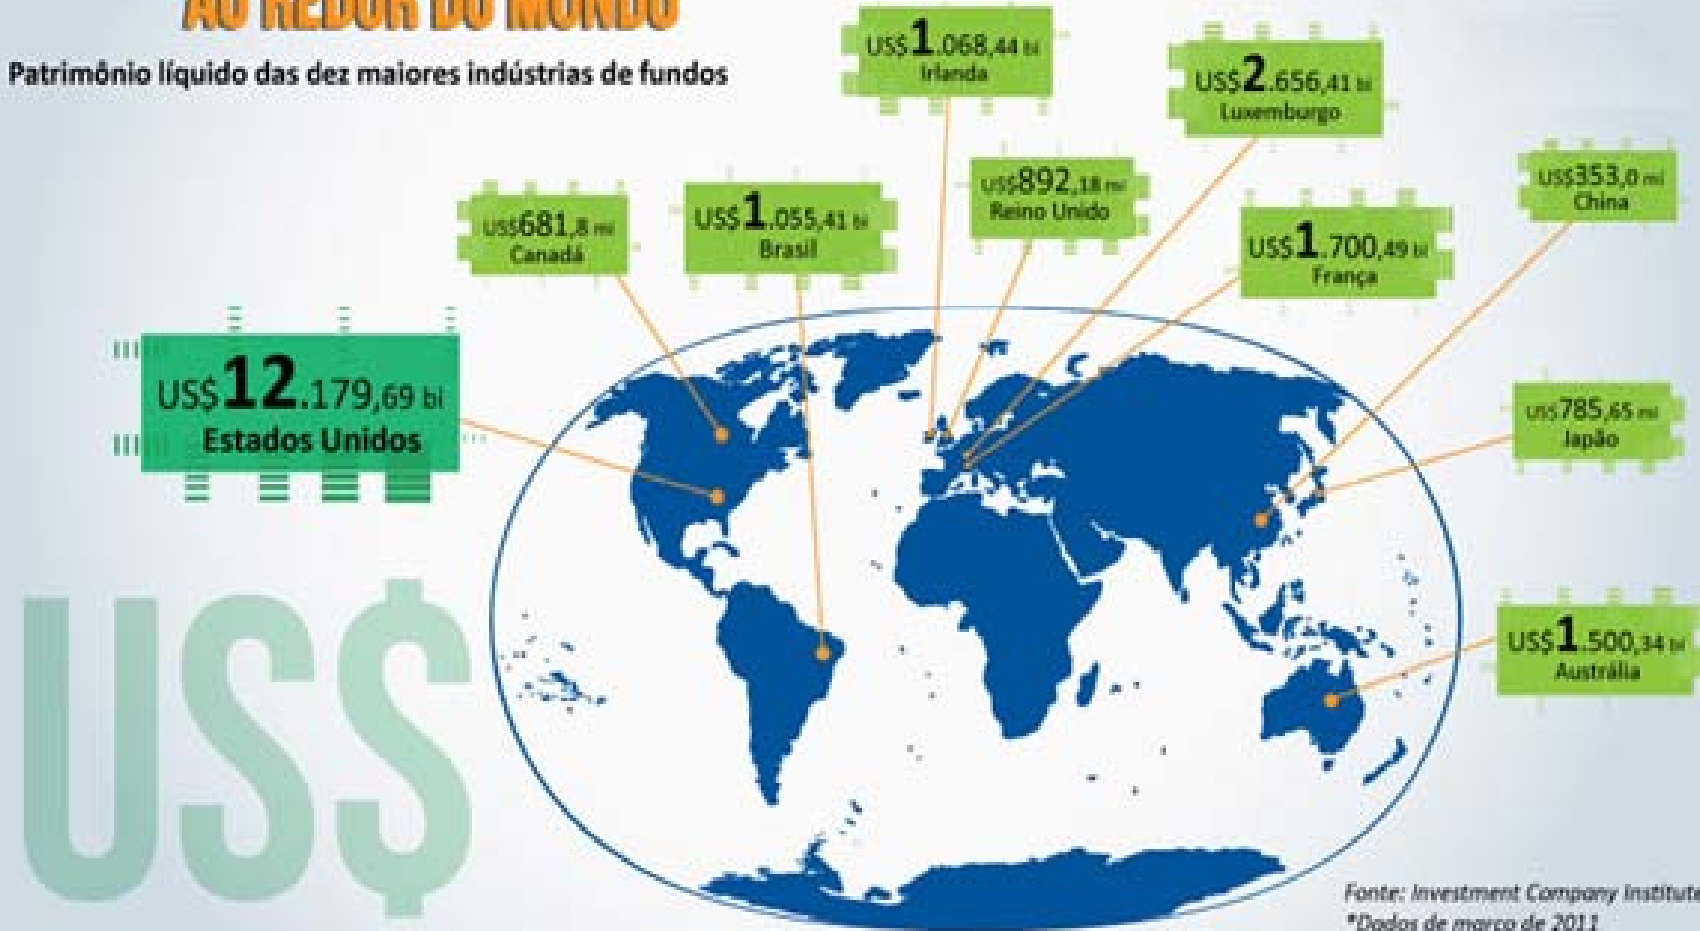 AO REDOR DO MUNDO
Patrimônio líquido das dez maiores indústrias de fundos
US$1.068,44 bi
Irlanda
US$2.656,41 bi
Luxemburgo
US$681,8 mi
Canadá
US$1.055,41 bi
Brasil
US$892,18 mi
Reino Unido
US$1.700,49 bi
França
US$353,0 mi
China
US$12.179,69 bi
Estados Unidos
US$785,65 mi
Japão
US$1.500,34 bi
Austrália
US$
Fonte: Investment Company Institute
*Dados de março de 2011